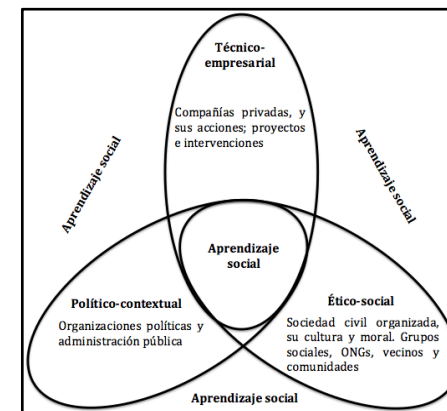 Técnico-
empresarial
Compañías privadas, y
sus acciones; proyectos
e intervenciones
Aprendizaje social
Aprendizaje social
Aprendizaje
social
Político-contextual
Organizaciones políticas y
administración pública
Ético-social
Sociedad civil organizada,
su cultura y moral. Grupos
sociales, ONGs, vecinos y
comunidades
Aprendizaje social